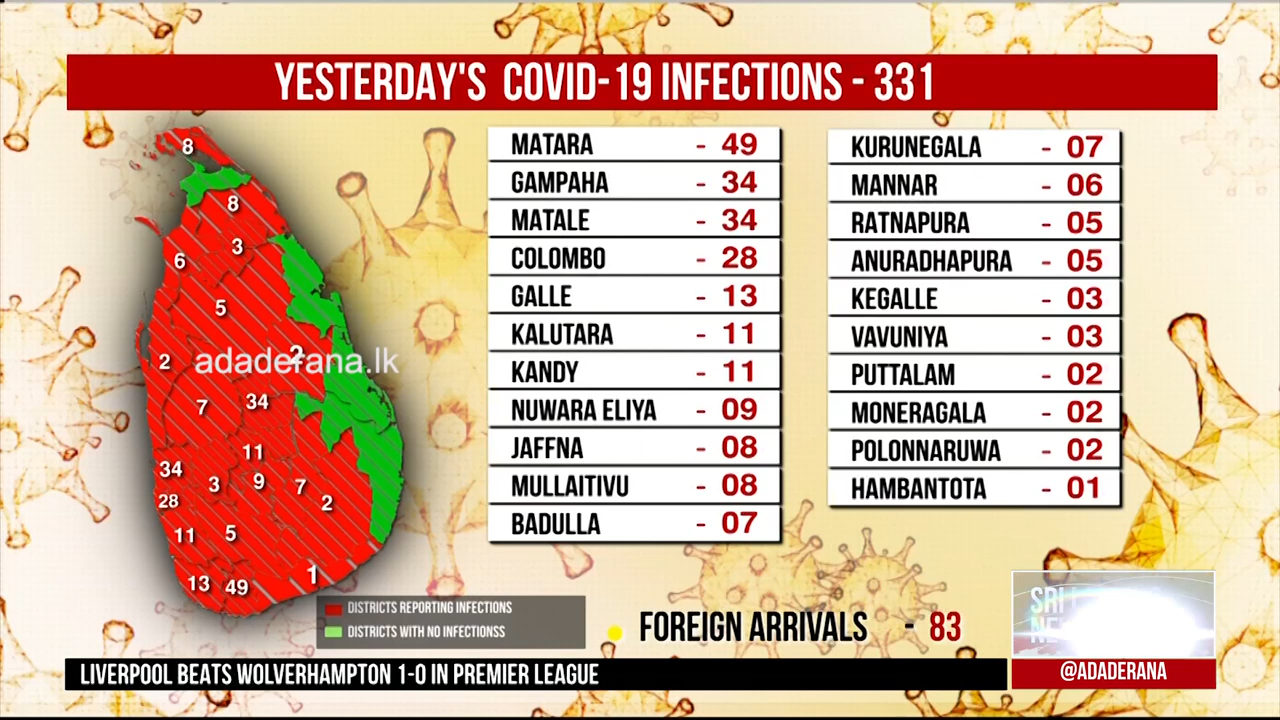 YESTERDAY'S COVID-19 INFECTIONS - 331
MATARA - 49
GAMPAHA - 34
MATALE - 34
COLOMBO - 28
GALLE - 13
KALUTARA - 11
KANDY - 11
NUWARA ELIYA - 09
JAFFNA - 08
MULLAITIVU - 08
BADULLA - 07
KURUNEGALA - 07
MANNAR - 06
RATNAPURA - 05
ANURADHAPURA - 05
KEGALLE - 03
VAVUNIYA - 03
PUTTALAM - 02
MONERAGALA - 02
POLONNARUWA - 02
HAMBANTOTA - 01
8
8
3
6
5
2
2
adaderana.lk
7
34
11
34
3
9
7
28
2
11
5
13
49
1
DISTRICTS REPORTING INFECTIONS
DISTRICTS WITH NO INFECTIONSS
FOREIGN ARRIVALS - 83
SRI
LIVERPOOL BEATS WOLVERHAMPTON 1-0 IN PREMIER LEAGUE
@ADADERANA